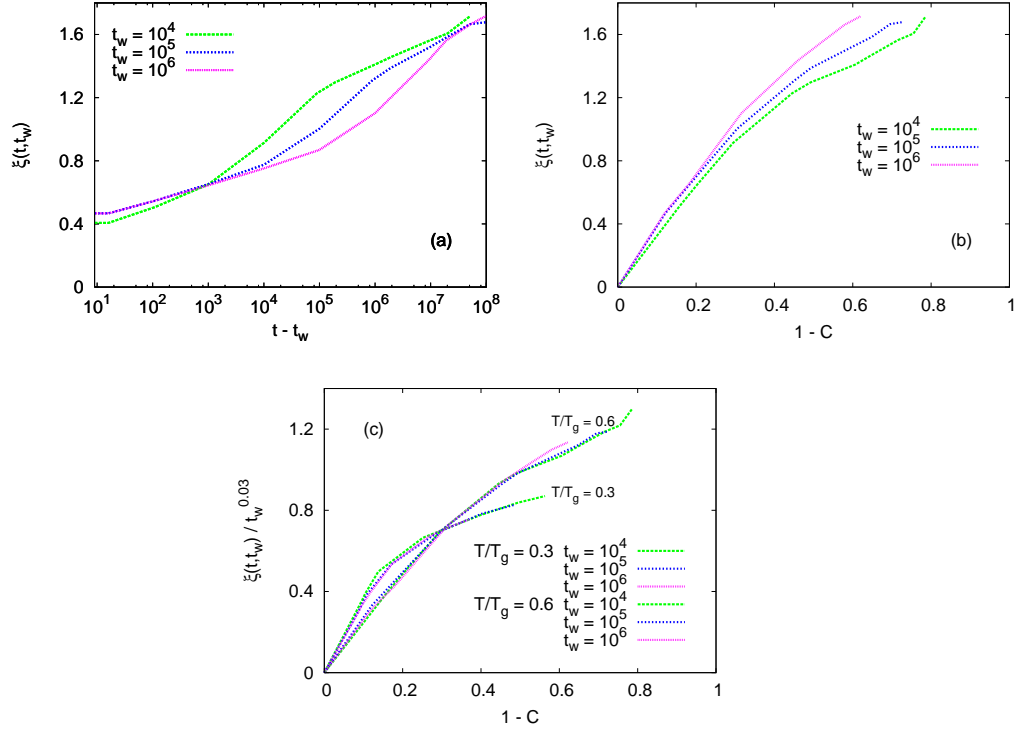 1.6
1.2
0.8
0.4
0
10^1 10^2 10^3 10^4 10^5 10^6 10^7 10^8
t - t_w
ξ(t,t_w)
t_w = 10^4
t_w = 10^5
t_w = 10^6
(a)
1.6
1.2
0.8
0.4
0
0 0.2 0.4 0.6 0.8 1
1 - C
ξ(t,t_w)
t_w = 10^4
t_w = 10^5
t_w = 10^6
(b)
1.2
0.8
0.4
0
0 0.2 0.4 0.6 0.8 1
1 - C
ξ(t,t_w) / t_w^0.03
(c)
T/T_g = 0.6
T/T_g = 0.3
T/T_g = 0.3 t_w = 10^4
t_w = 10^5
t_w = 10^6
T/T_g = 0.6 t_w = 10^4
t_w = 10^5
t_w = 10^6